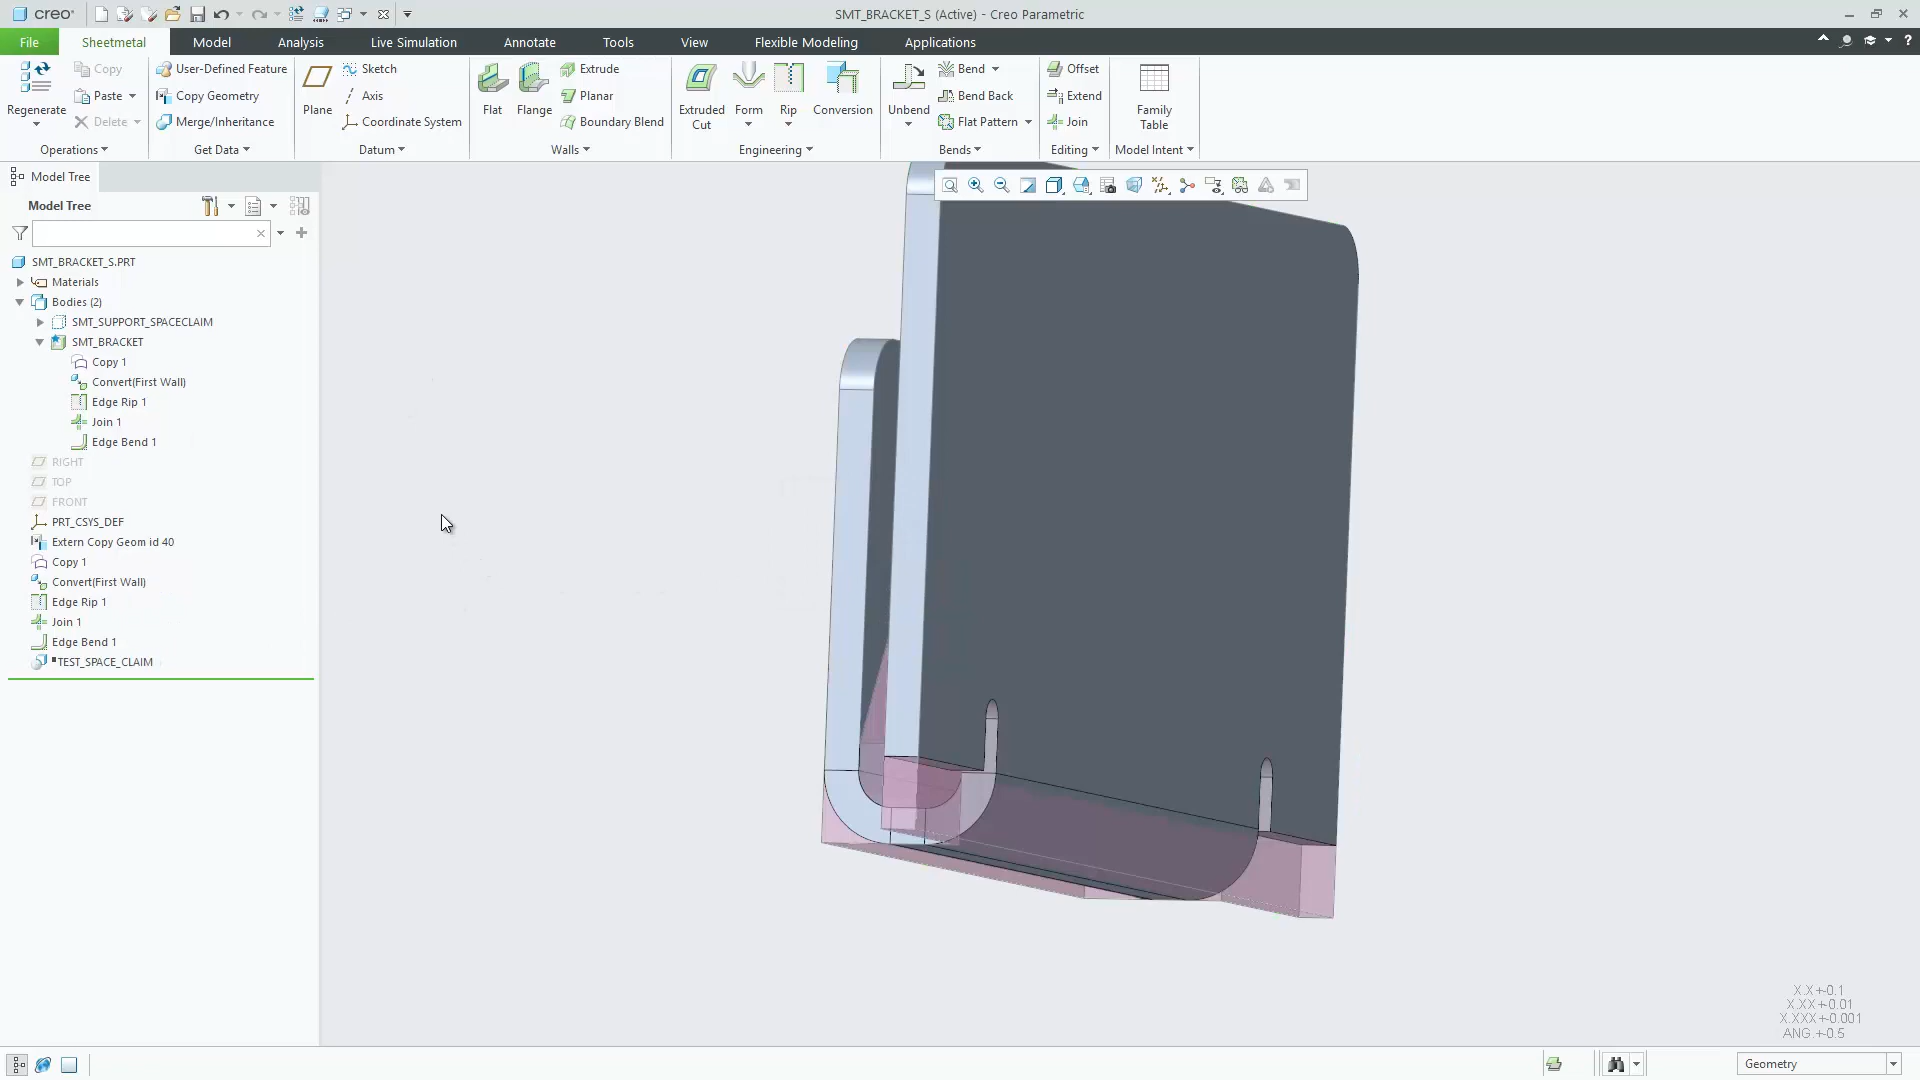 creo
SMT_BRACKET_S (Active) - Creo Parametric
File Sheetmetal Model Analysis Live Simulation Annotate Tools View Flexible Modeling Applications
Regenerate
Copy
Paste
Delete
Operations
User-Defined Feature
Copy Geometry
Merge/Inheritance
Get Data
Plane
Sketch
Axis
Coordinate System
Datum
Flat
Flange
Extrude
Planar
Boundary Blend
Walls
Extruded
Cut
Form
Rip
Conversion
Engineering
Unbend
Bend
Bend Back
Flat Pattern
Bends
Offset
Extend
Join
Editing
Family
Table
Model Intent
Model Tree
Model Tree
SMT_BRACKET_S.PRT
Materials
Bodies (2)
SMT_SUPPORT_SPACECLAIM
SMT_BRACKET
Copy 1
Convert(First Wall)
Edge Rip 1
Join 1
Edge Bend 1
RIGHT
TOP
FRONT
PRT_CSYS_DEF
Extern Copy Geom id 40
Copy 1
Convert(First Wall)
Edge Rip 1
Join 1
Edge Bend 1
TEST_SPACE_CLAIM
X.X+-0.1
X.XX+-0.01
X.XXX+-0.001
ANG.+-0.5
Geometry